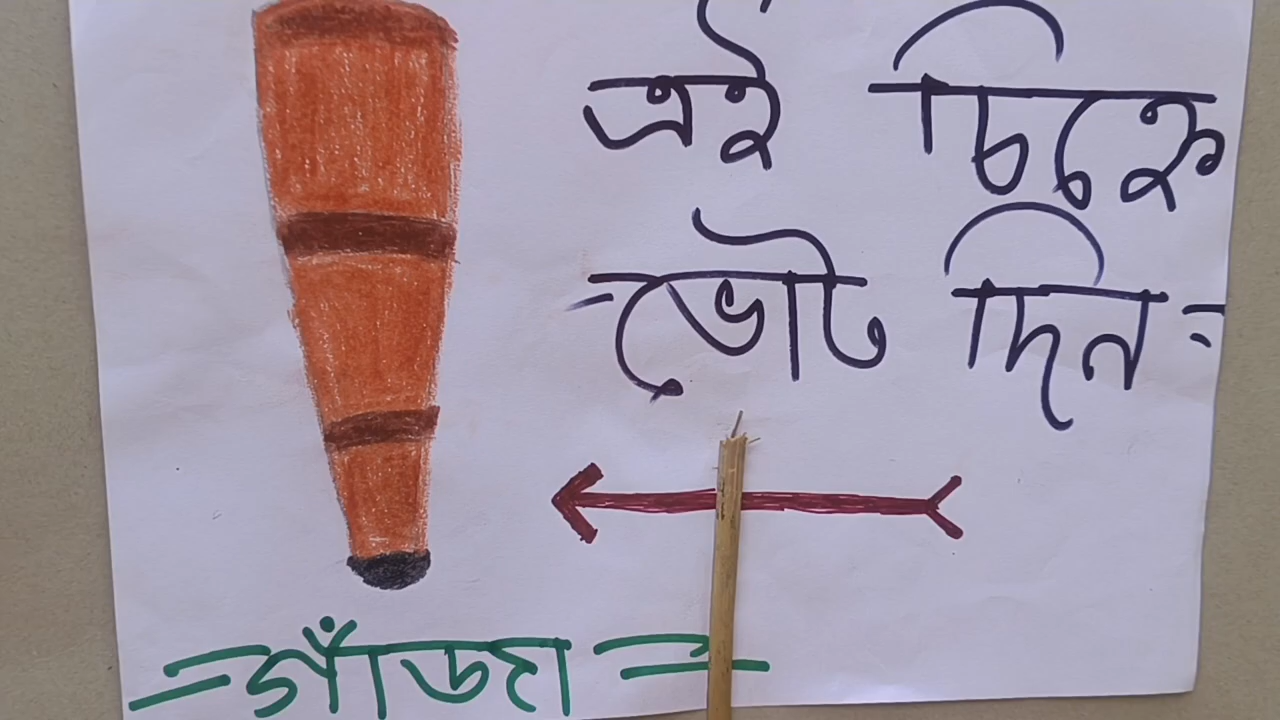 এই চিহ্নে
ভোট দিন =
= গাঁজা =